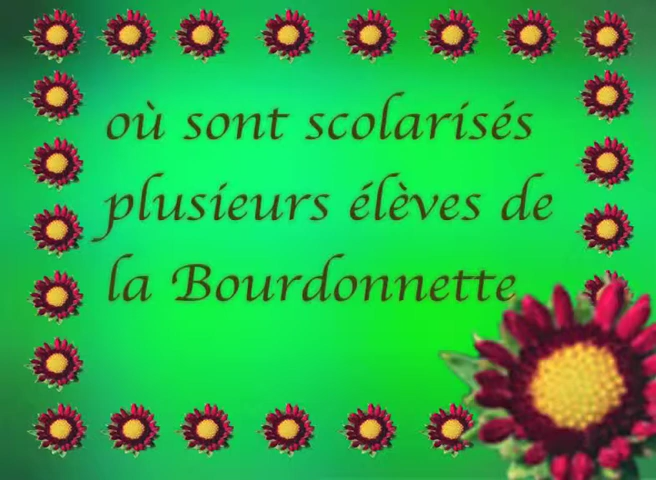 où sont scolarisés
plusieurs élèves de
la Bourdonnette